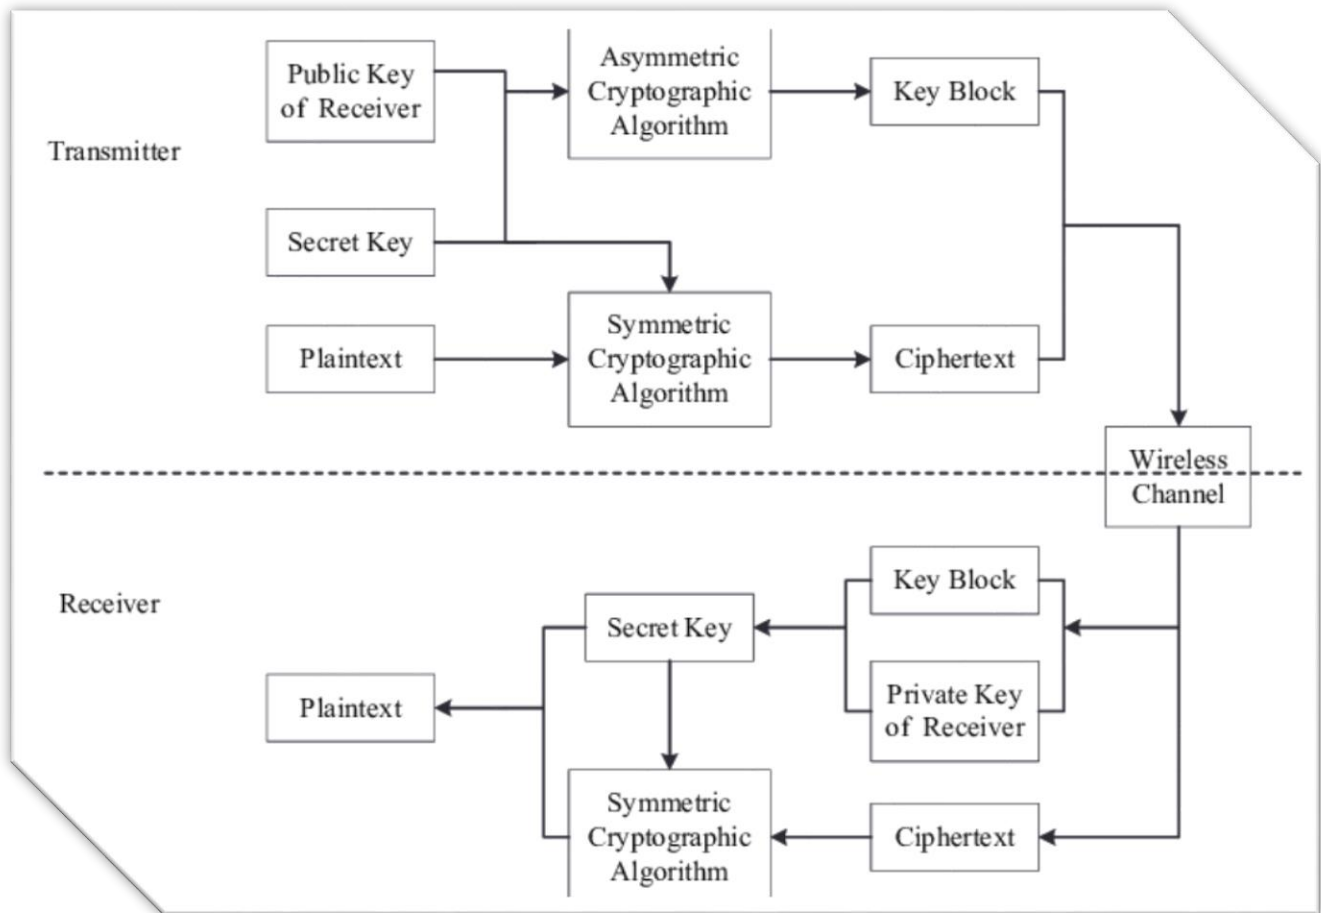 Public Key
of Receiver
Asymmetric
Cryptographic
Algorithm
Key Block
Transmitter
Secret Key
Plaintext
Symmetric
Cryptographic
Algorithm
Ciphertext
Wireless
Channel
Receiver
Key Block
Secret Key
Private Key
of Receiver
Plaintext
Symmetric
Cryptographic
Algorithm
Ciphertext